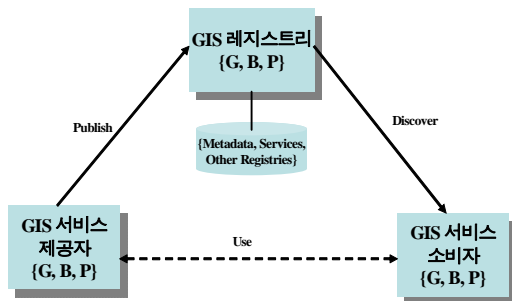 GIS 레지스트리
{G, B, P}
Publish
Discover
{Metadata, Services,
Other Registries}
GIS 서비스
제공자
{G, B, P}
Use
GIS 서비스
소비자
{G, B, P}